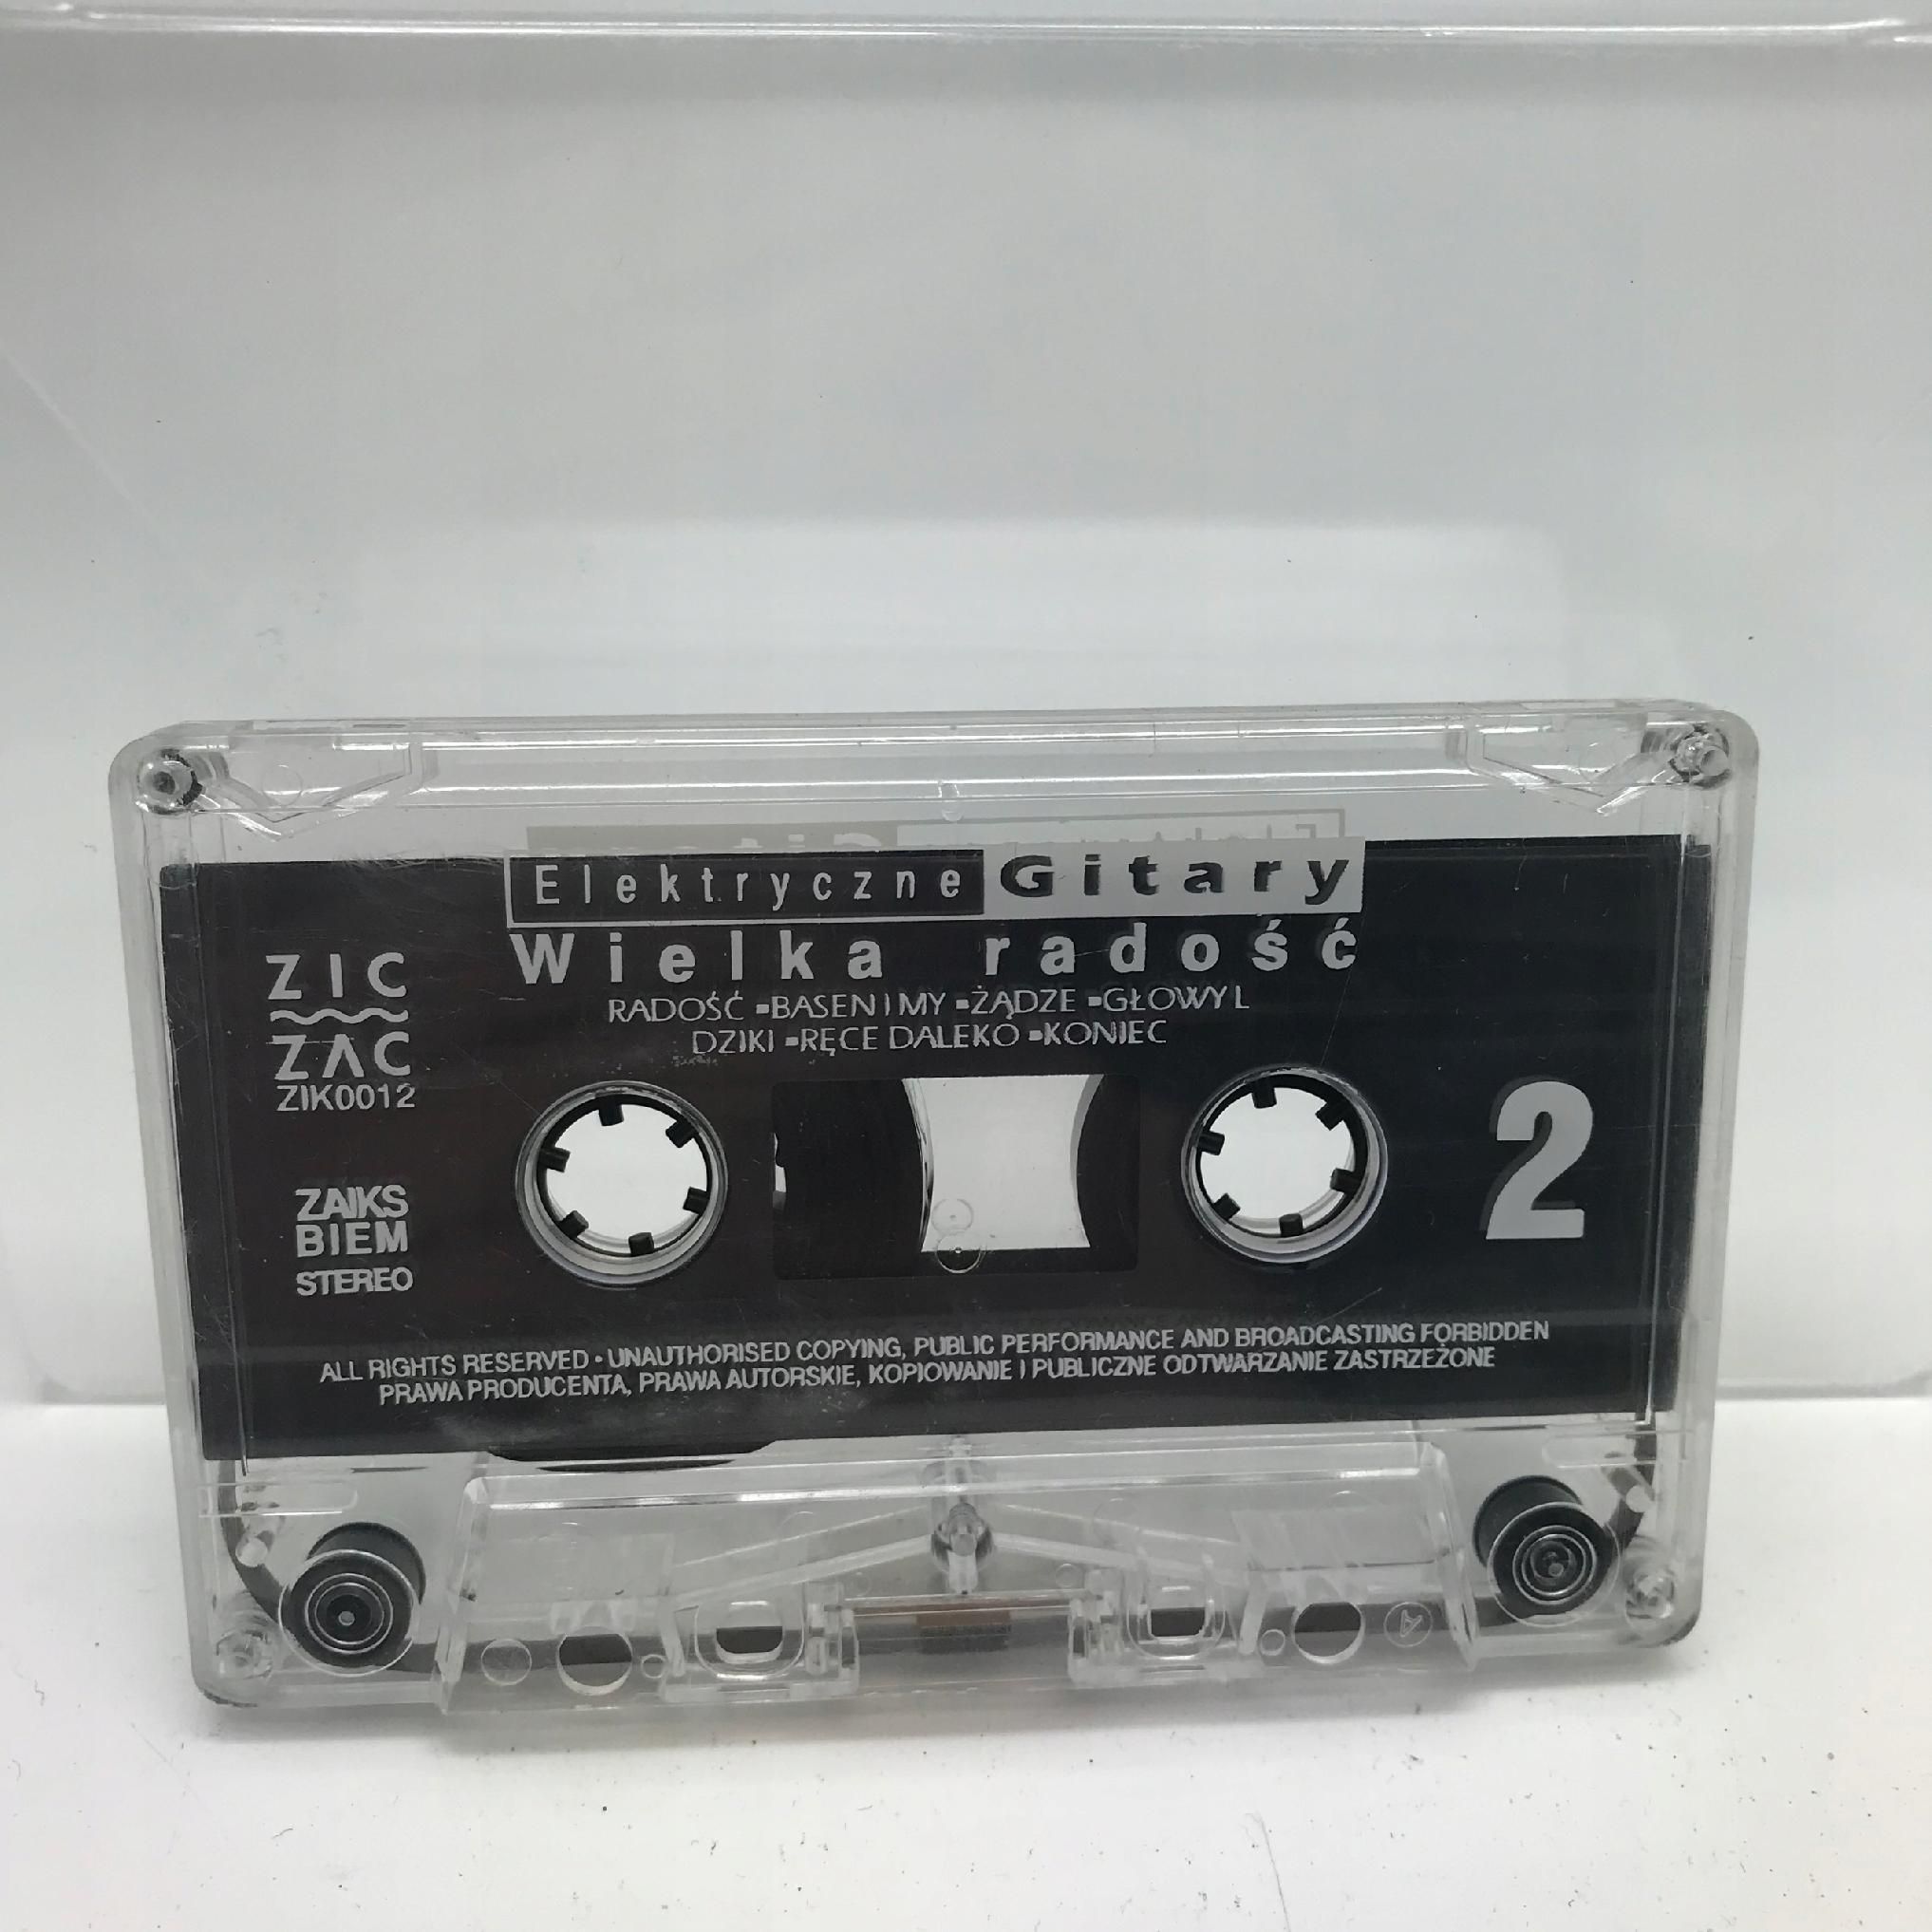 Elektryczne Gitary
Wielka radość
RADOŚĆ ▪BASEN I MY ▪ŻĄDZE ▪GŁOWY L
DZIKI ▪RĘCE DALEKO ▪KONIEC
ZIC
ZAC
ZIK0012
2
ZAIKS
BIEM
STEREO
ALL RIGHTS RESERVED • UNAUTHORISED COPYING, PUBLIC PERFORMANCE AND BROADCASTING FORBIDDEN
PRAWA PRODUCENTA, PRAWA AUTORSKIE, KOPIOWANIE I PUBLICZNE ODTWARZANIE ZASTRZEŻONE
A